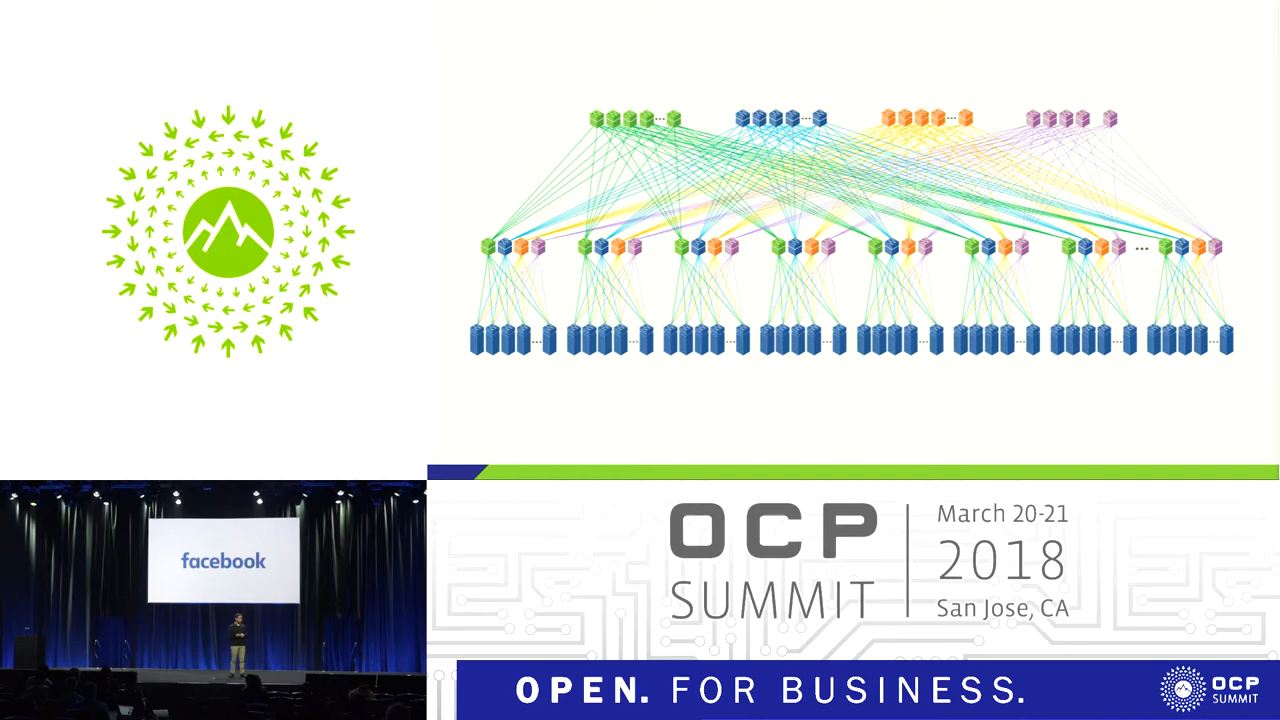 facebook
OCP
SUMMIT
March 20-21
2018
San Jose, CA
OPEN. FOR BUSINESS.
OCP
SUMMIT